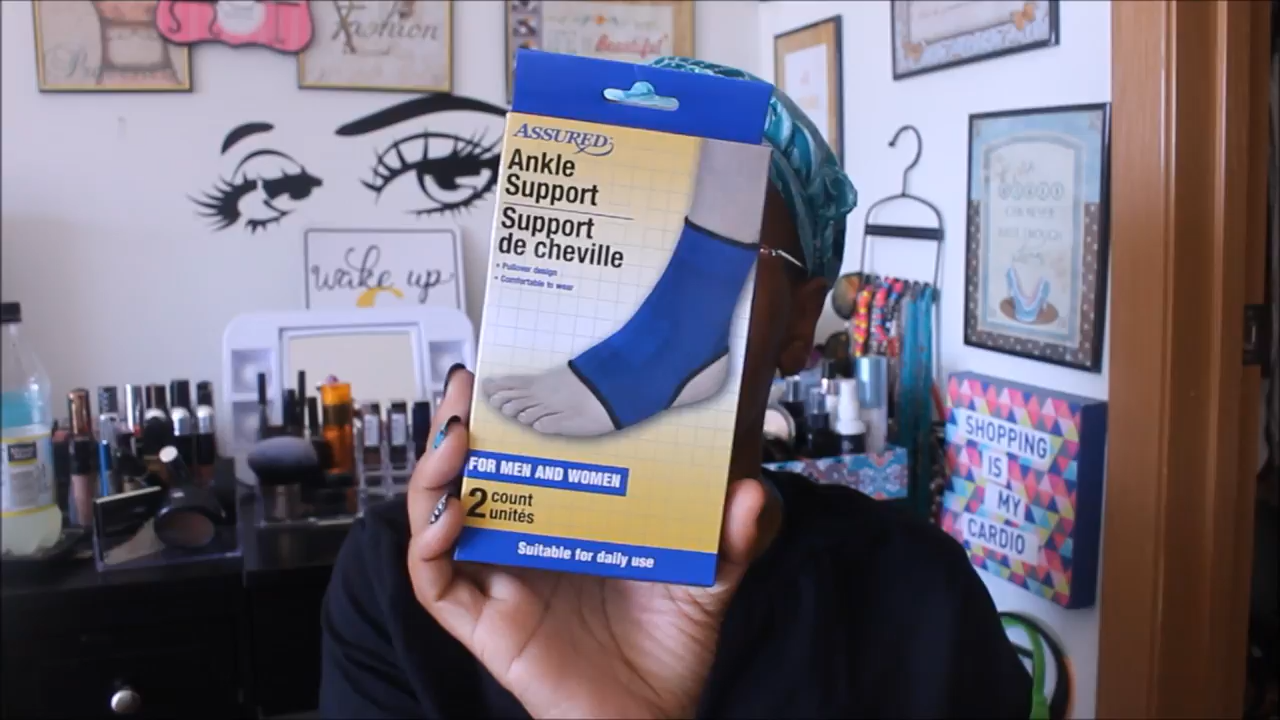 Fashion
Beautiful
wake up
ASSURED
Ankle
Support
Support
de cheville
• Pullover design
• Comfortable to wear
FOR MEN AND WOMEN
2 count
unités
Suitable for daily use
SHOPPING
IS
MY
CARDIO